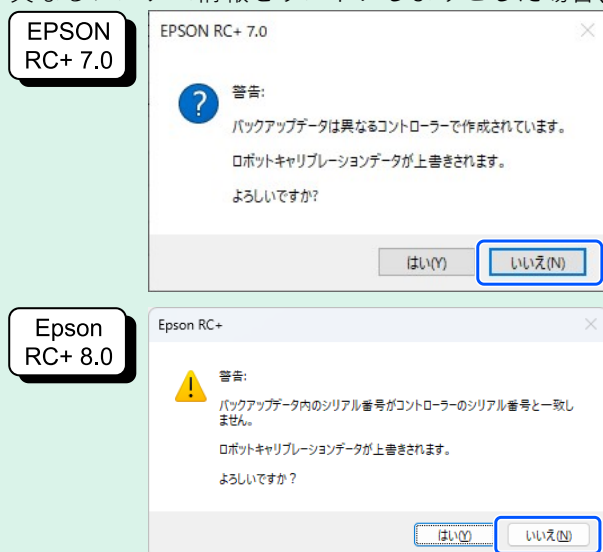 EPSON
RC+ 7.0
EPSON RC+ 7.0
警告:
バックアップデータは異なるコントローラーで作成されています。
ロボットキャリブレーションデータが上書きされます。
よろしいですか?
はい(Y)
いいえ(N)
Epson
RC+ 8.0
Epson RC+
警告:
バックアップデータ内のシリアル番号がコントローラーのシリアル番号と一致し
ません。
ロボットキャリブレーションデータが上書きされます。
よろしいですか？
はい(Y)
いいえ(N)